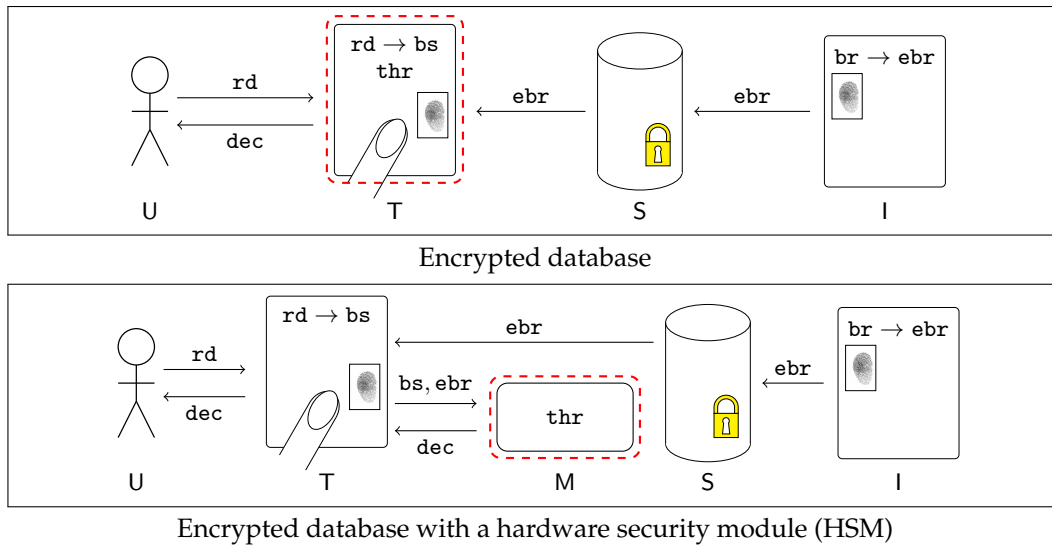 rd → bs
thr
rd
dec
ebr
ebr
br → ebr
U T S I
Encrypted database
rd → bs
rd
dec
ebr
bs, ebr
dec
thr
ebr
br → ebr
U T M S I
Encrypted database with a hardware security module (HSM)